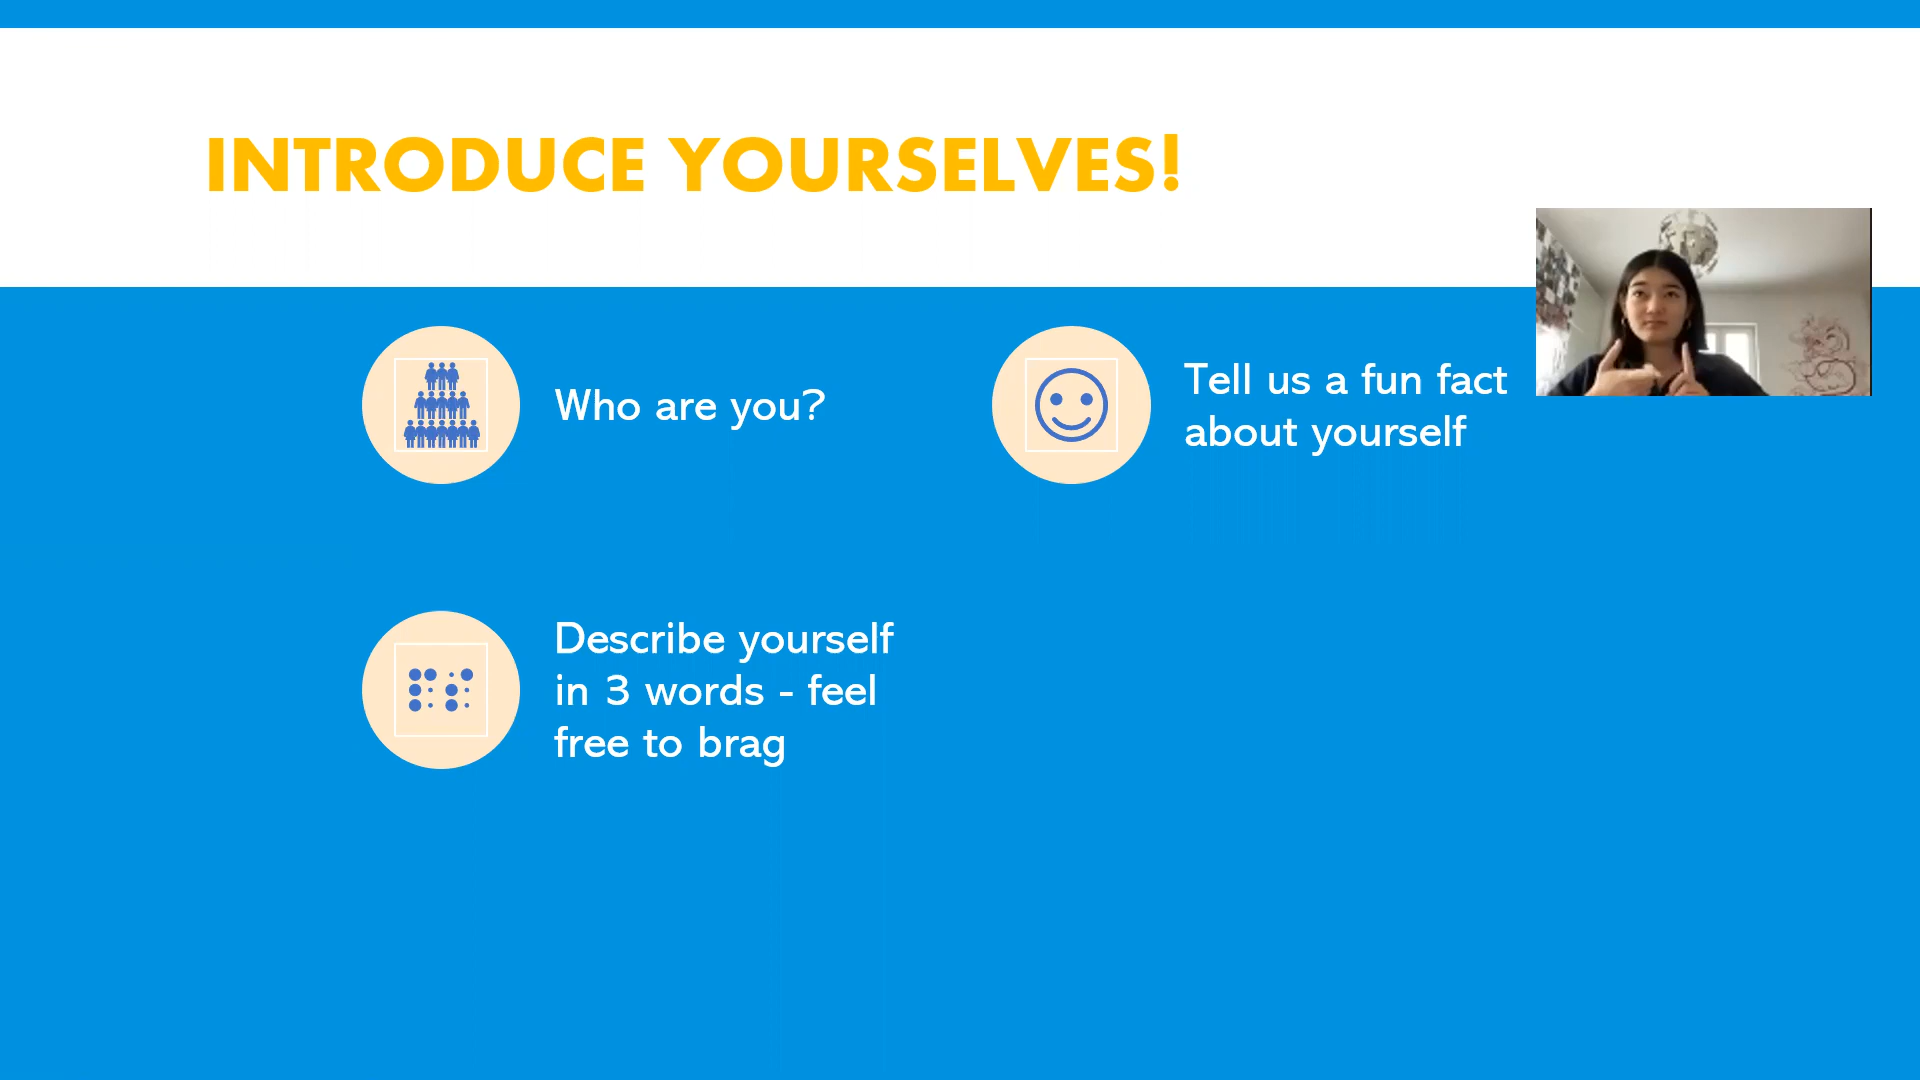 INTRODUCE YOURSELVES!
Who are you?
Tell us a fun fact
about yourself
Describe yourself
in 3 words - feel
free to brag